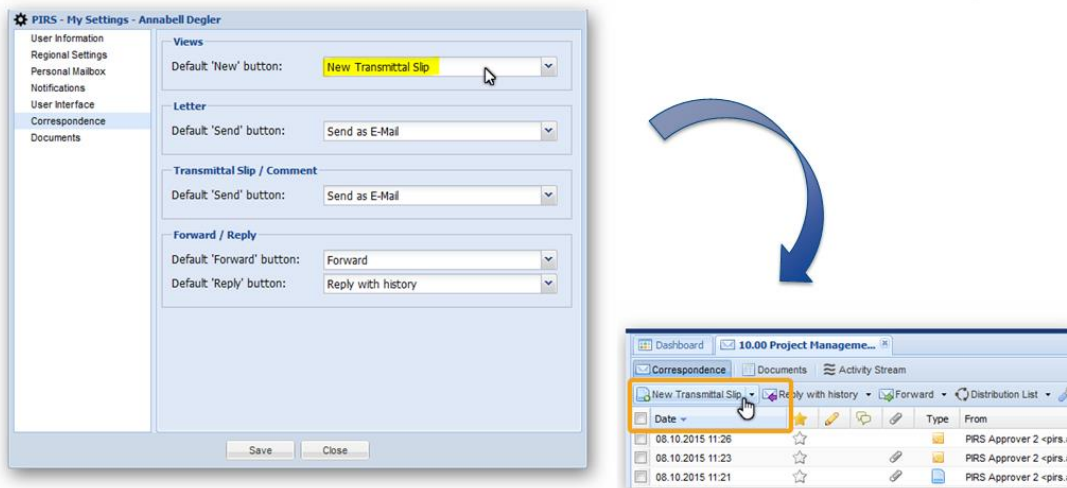 PIRS - My Settings - Annabell Degler
User Information
Regional Settings
Personal Mailbox
Notifications
User Interface
Correspondence
Documents
Views
Default 'New' button: New Transmittal Slip
Letter
Default 'Send' button: Send as E-Mail
Transmittal Slip / Comment
Default 'Send' button: Send as E-Mail
Forward / Reply
Default 'Forward' button: Forward
Default 'Reply' button: Reply with history
Save Close
Dashboard 10.00 Project Manageme...
Correspondence Documents Activity Stream
New Transmittal Slip Reply with history Forward Distribution List
Date Type From
08.10.2015 11:26 PIRS Approver 2 <pirs.a
08.10.2015 11:23 PIRS Approver 2 <pirs.a
08.10.2015 11:21 PIRS Approver 2 <pirs.a